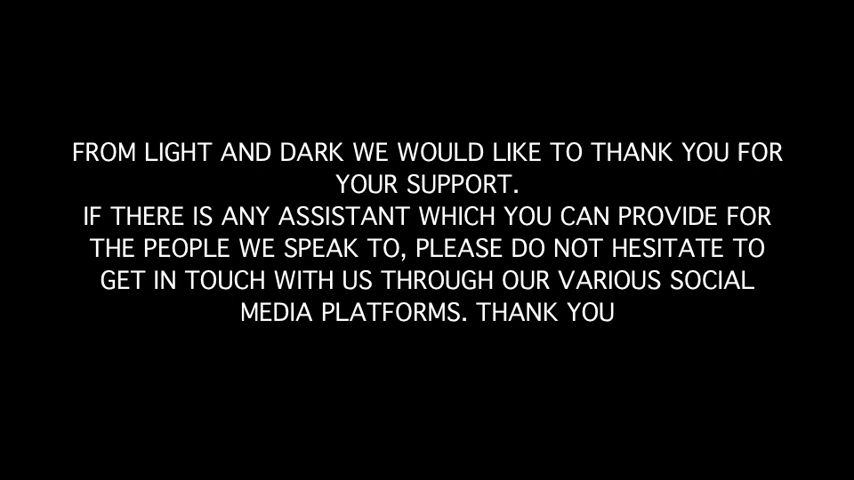 FROM LIGHT AND DARK WE WOULD LIKE TO THANK YOU FOR
YOUR SUPPORT.
IF THERE IS ANY ASSISTANT WHICH YOU CAN PROVIDE FOR
THE PEOPLE WE SPEAK TO, PLEASE DO NOT HESITATE TO
GET IN TOUCH WITH US THROUGH OUR VARIOUS SOCIAL
MEDIA PLATFORMS. THANK YOU